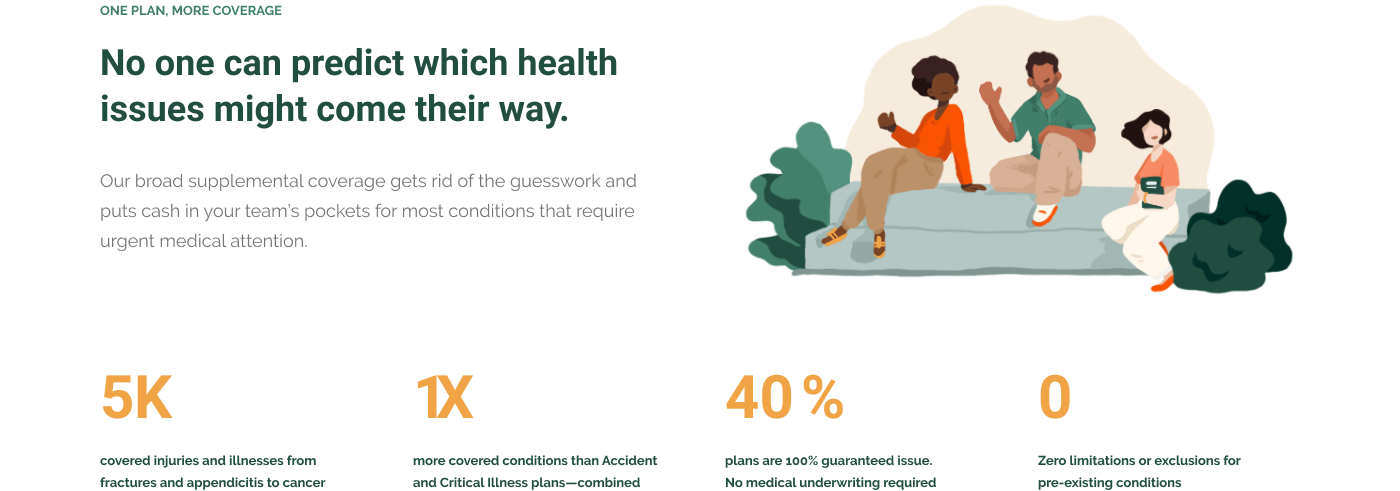 ONE PLAN, MORE COVERAGE
No one can predict which health
issues might come their way.
Our broad supplemental coverage gets rid of the guesswork and
puts cash in your team's pockets for most conditions that require
urgent medical attention.
5K
1X
40 %
0
covered injuries and illnesses from
fractures and appendicitis to cancer
more covered conditions than Accident
and Critical Illness plans—combined
plans are 100% guaranteed issue.
No medical underwriting required
Zero limitations or exclusions for
pre-existing conditions